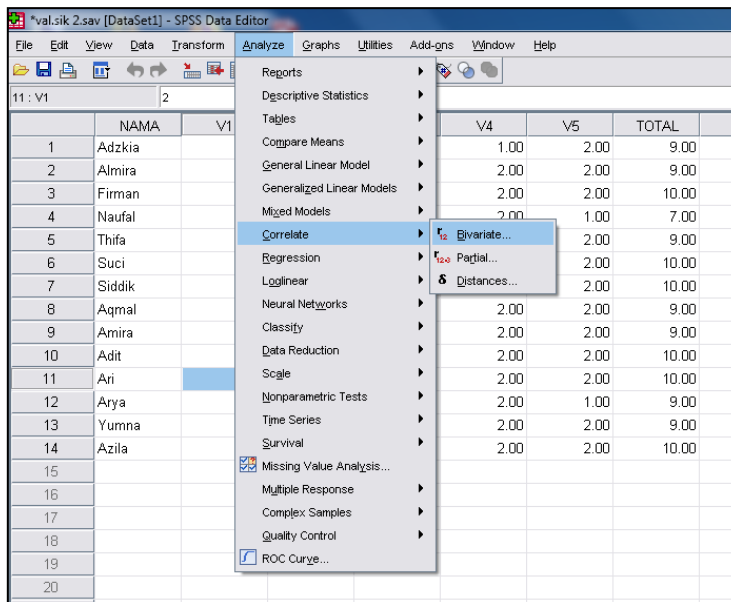 *val.sik 2.sav [DataSet1] - SPSS Data Editor
File Edit View Data Transform Analyze Graphs Utilities Add-ons Window Help
11 : V1 2
NAMA V1 V4 V5 TOTAL
1 Adzkia 1.00 2.00 9.00
2 Almira 2.00 2.00 9.00
3 Firman 2.00 2.00 10.00
4 Naufal 2.00 1.00 7.00
5 Thifa 2.00 9.00
6 Suci 2.00 10.00
7 Siddik 2.00 10.00
8 Aqmal 2.00 2.00 9.00
9 Amira 2.00 2.00 9.00
10 Adit 2.00 2.00 10.00
11 Ari 2.00 2.00 10.00
12 Arya 2.00 1.00 9.00
13 Yumna 2.00 2.00 9.00
14 Azila 2.00 2.00 10.00
15
16
17
18
19
20
Reports
Descriptive Statistics
Tables
Compare Means
General Linear Model
Generalized Linear Models
Mixed Models
Correlate
Regression
Loglinear
Neural Networks
Classify
Data Reduction
Scale
Nonparametric Tests
Time Series
Survival
Missing Value Analysis...
Multiple Response
Complex Samples
Quality Control
ROC Curve...
r12 Bivariate...
r12•3 Partial...
δ Distances...